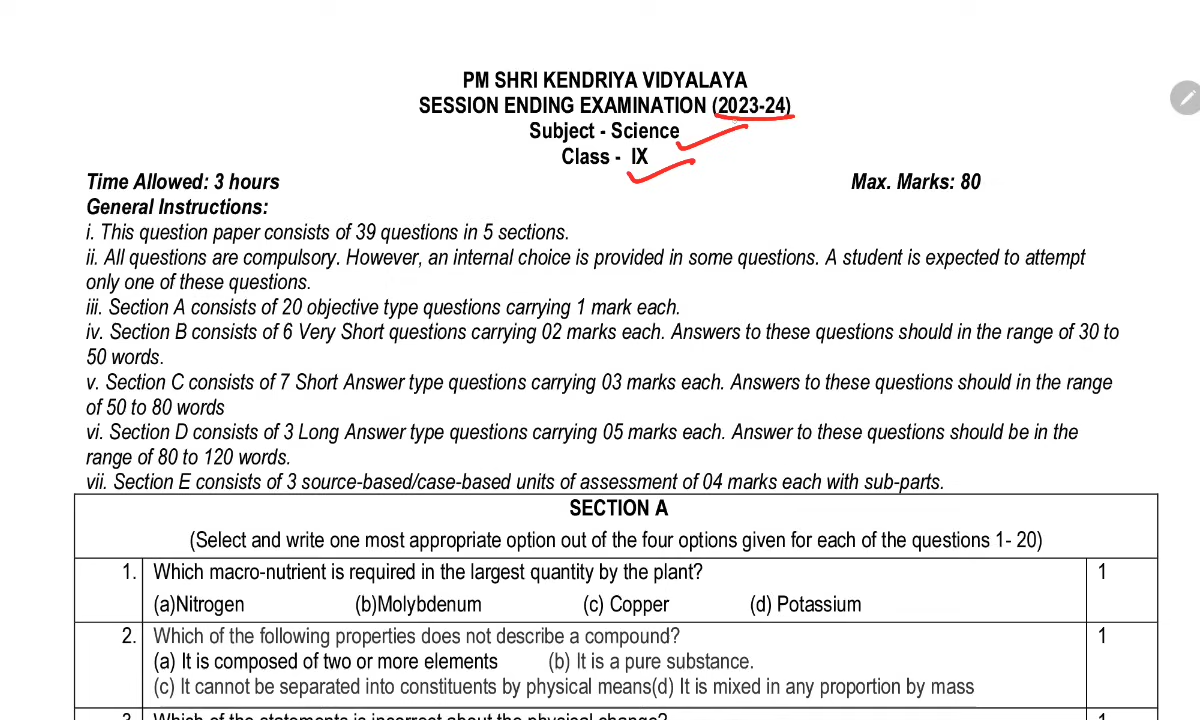 PM SHRI KENDRIYA VIDYALAYA
SESSION ENDING EXAMINATION (2023-24)
Subject - Science
Class - IX
Time Allowed: 3 hours Max. Marks: 80
General Instructions:
i. This question paper consists of 39 questions in 5 sections.
ii. All questions are compulsory. However, an internal choice is provided in some questions. A student is expected to attempt
only one of these questions.
iii. Section A consists of 20 objective type questions carrying 1 mark each.
iv. Section B consists of 6 Very Short questions carrying 02 marks each. Answers to these questions should in the range of 30 to
50 words.
v. Section C consists of 7 Short Answer type questions carrying 03 marks each. Answers to these questions should in the range
of 50 to 80 words
vi. Section D consists of 3 Long Answer type questions carrying 05 marks each. Answer to these questions should be in the
range of 80 to 120 words.
vii. Section E consists of 3 source-based/case-based units of assessment of 04 marks each with sub-parts.
SECTION A
(Select and write one most appropriate option out of the four options given for each of the questions 1- 20)
1. Which macro-nutrient is required in the largest quantity by the plant? 1
(a)Nitrogen (b)Molybdenum (c) Copper (d) Potassium
2. Which of the following properties does not describe a compound? 1
(a) It is composed of two or more elements (b) It is a pure substance.
(c) It cannot be separated into constituents by physical means(d) It is mixed in any proportion by mass
3. Which of the statements is incorrect about the physical change? 1